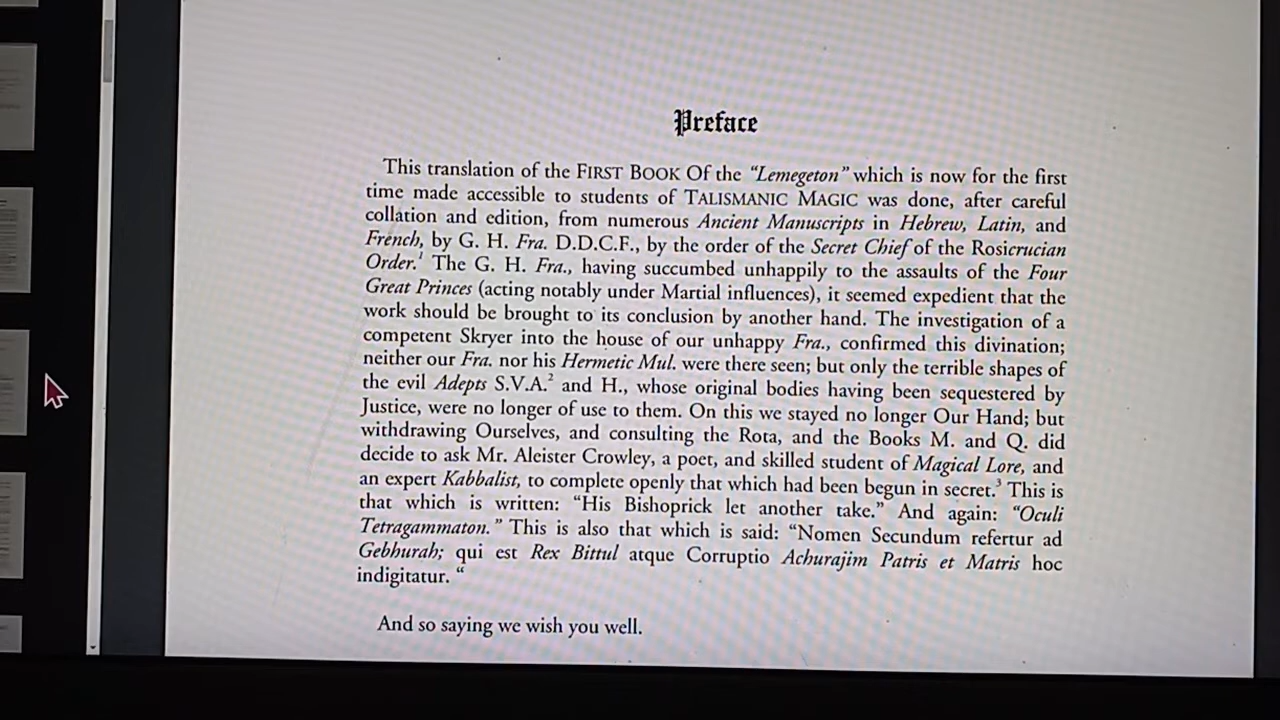 Preface
This translation of the FIRST BOOK Of the “Lemegeton” which is now for the first
time made accessible to students of TALISMANIC MAGIC was done, after careful
collation and edition, from numerous Ancient Manuscripts in Hebrew, Latin, and
French, by G. H. Fra. D.D.C.F., by the order of the Secret Chief of the Rosicrucian
Order.¹ The G. H. Fra., having succumbed unhappily to the assaults of the Four
Great Princes (acting notably under Martial influences), it seemed expedient that the
work should be brought to its conclusion by another hand. The investigation of a
competent Skryer into the house of our unhappy Fra., confirmed this divination;
neither our Fra. nor his Hermetic Mul. were there seen; but only the terrible shapes of
the evil Adepts S.V.A.² and H., whose original bodies having been sequestered by
Justice, were no longer of use to them. On this we stayed no longer Our Hand; but
withdrawing Ourselves, and consulting the Rota, and the Books M. and Q. did
decide to ask Mr. Aleister Crowley, a poet, and skilled student of Magical Lore, and
an expert Kabbalist, to complete openly that which had been begun in secret.³ This is
that which is written: “His Bishoprick let another take.” And again: “Oculi
Tetragammaton.” This is also that which is said: “Nomen Secundum refertur ad
Gebhurah; qui est Rex Bittul atque Corruptio Achurajim Patris et Matris hoc
indigitatur. “
And so saying we wish you well.